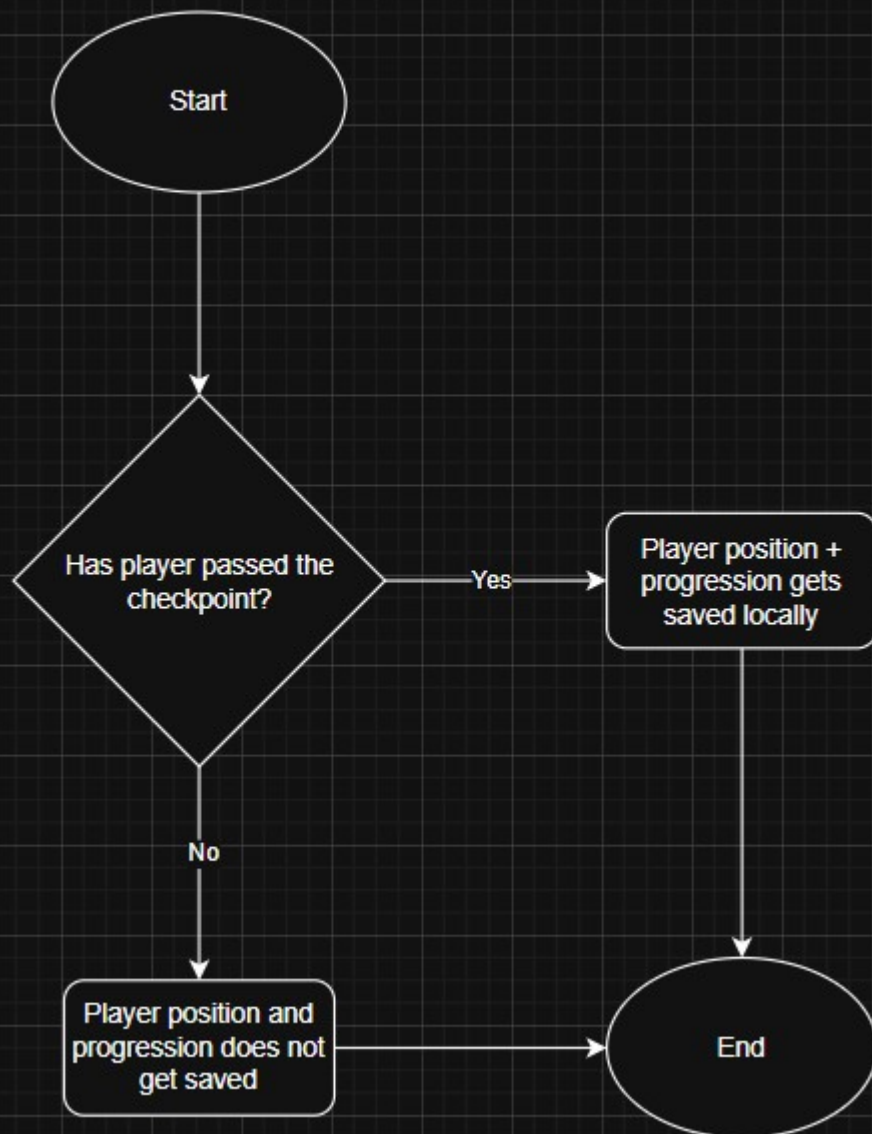 Start
Has player passed the
checkpoint?
Yes
Player position +
progression gets
saved locally
No
Player position and
progression does not
get saved
End